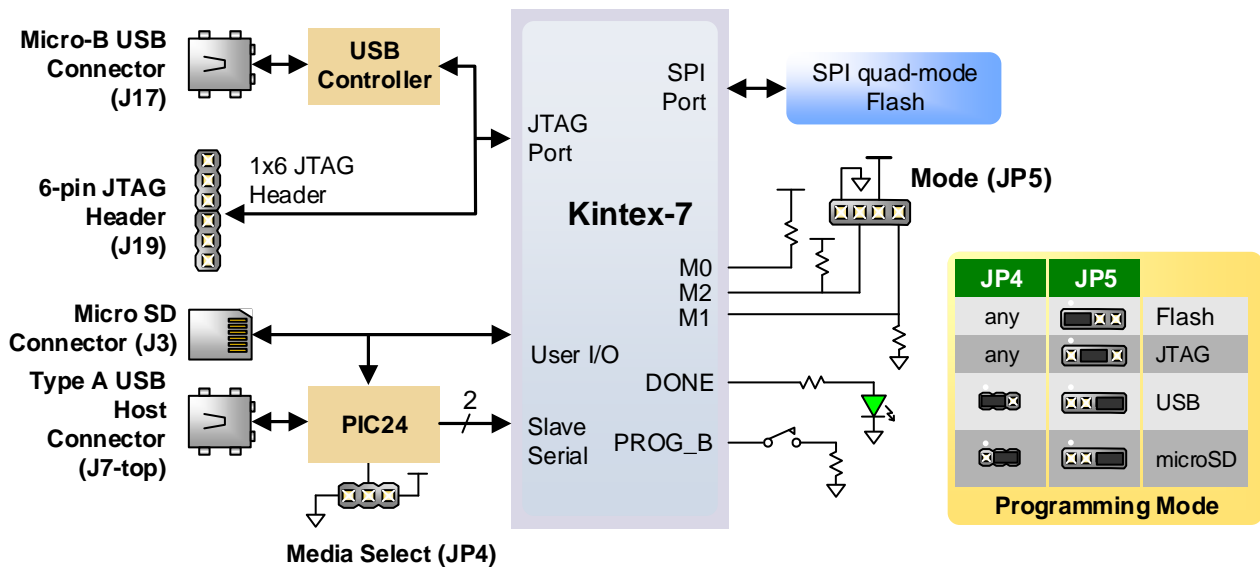 Micro-B USB
Connector
(J17)
USB
Controller
6-pin JTAG
Header
(J19)
1x6 JTAG
Header
Micro SD
Connector (J3)
Type A USB
Host
Connector
(J7-top)
PIC24
2
Media Select (JP4)
JTAG
Port
SPI
Port
Kintex-7
M0
M2
M1
User I/O
DONE
Slave
Serial
PROG_B
SPI quad-mode
Flash
Mode (JP5)
JP4 JP5
any Flash
any JTAG
USB
microSD
Programming Mode